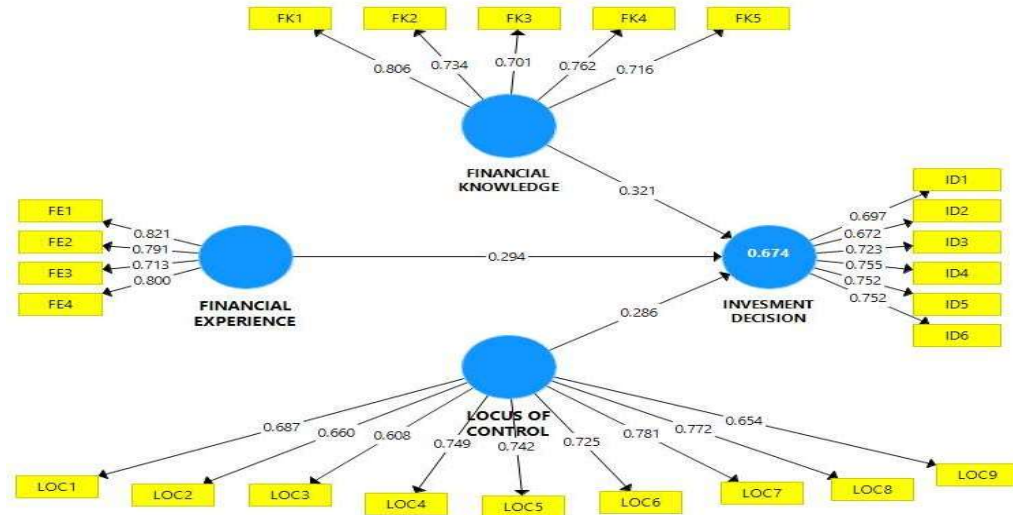 FK1 FK2 FK3 FK4 FK5
0.806 0.734 0.701 0.762 0.716
FINANCIAL
KNOWLEDGE
0.321
FE1
FE2
FE3
FE4
0.821
0.791
0.713
0.800
FINANCIAL
EXPERIENCE
0.294
0.674
INVESMENT
DECISION
0.697
0.672
0.723
0.755
0.752
0.752
ID1
ID2
ID3
ID4
ID5
ID6
0.286
LOCUS OF
CONTROL
0.687 0.660 0.608 0.749 0.742 0.725 0.781 0.772 0.654
LOC1 LOC2 LOC3 LOC4 LOC5 LOC6 LOC7 LOC8 LOC9